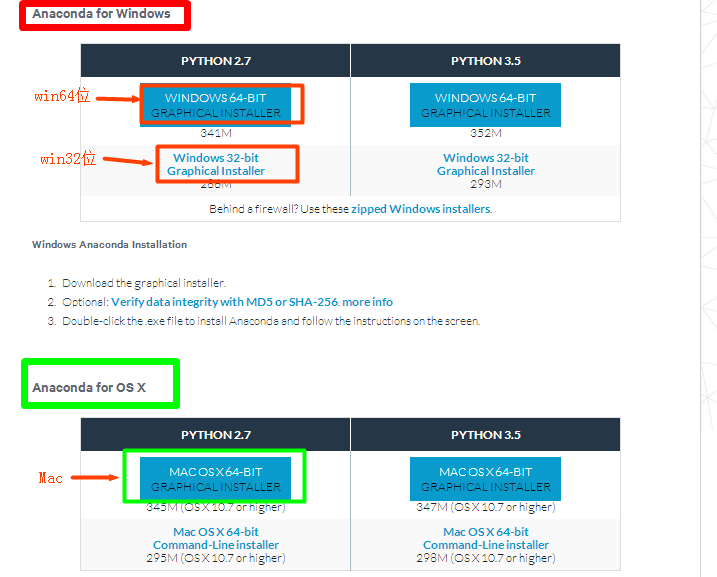 Anaconda for Windows
PYTHON 2.7
PYTHON 3.5
win64位
WINDOWS 64-BIT
GRAPHICAL INSTALLER
341M
WINDOWS 64-BIT
GRAPHICAL INSTALLER
352M
win32位
Windows 32-bit
Graphical Installer
286M
Windows 32-bit
Graphical Installer
293M
Behind a firewall? Use these zipped Windows installers.
Windows Anaconda Installation
1. Download the graphical installer.
2. Optional: Verify data integrity with MD5 or SHA-256. more info
3. Double-click the .exe file to install Anaconda and follow the instructions on the screen.
Anaconda for OS X
PYTHON 2.7
PYTHON 3.5
Mac
MAC OS X 64-BIT
GRAPHICAL INSTALLER
345M (OS X 10.7 or higher)
MAC OS X 64-BIT
GRAPHICAL INSTALLER
347M (OS X 10.7 or higher)
Mac OS X 64-bit
Command-Line installer
295M (OS X 10.7 or higher)
Mac OS X 64-bit
Command-Line installer
298M (OS X 10.7 or higher)